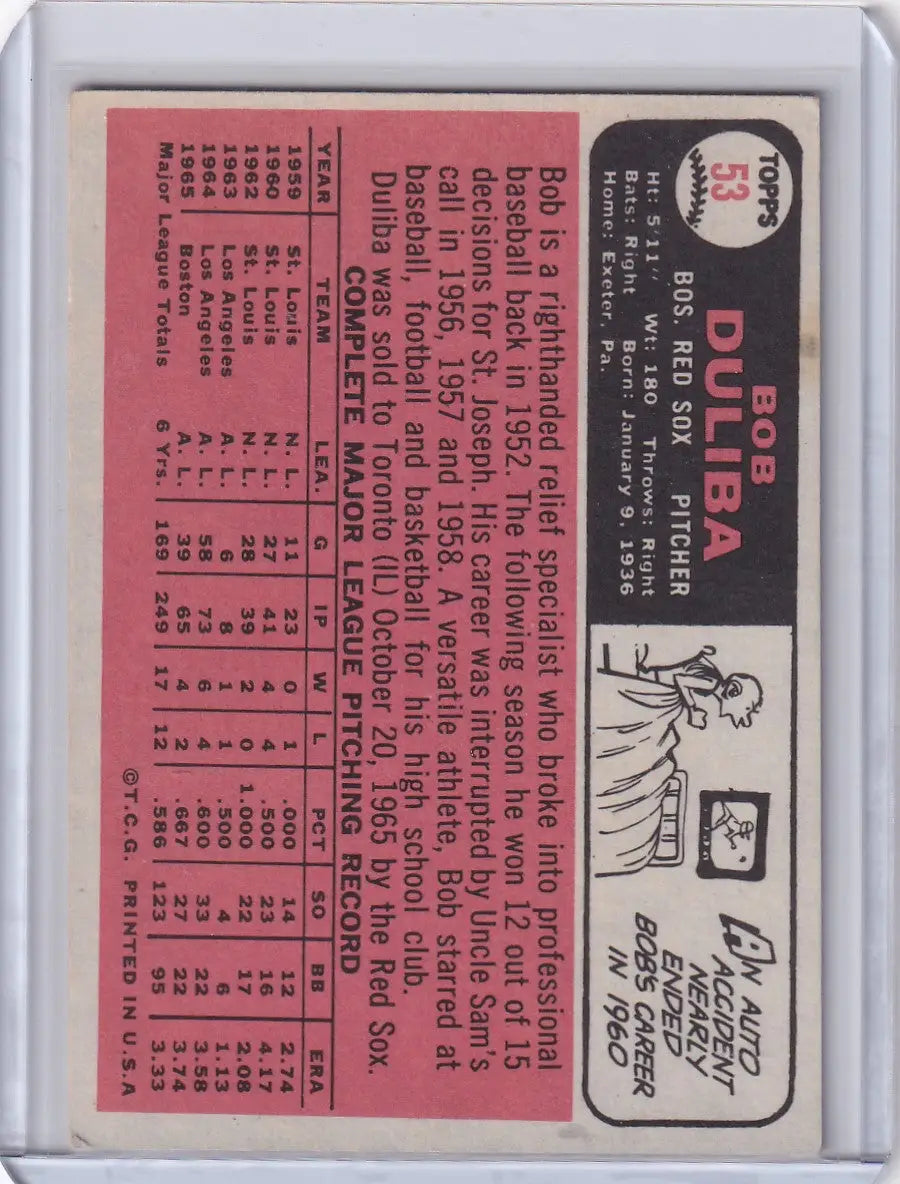 TOPPS
53
BOB
DULIBA
BOS. RED SOX PITCHER
Ht: 5'11" Wt: 180 Throws: Right
Bats: Right Born: January 9, 1936
Home: Exeter, Pa.
AN AUTO
ACCIDENT
NEARLY
ENDED
BOB'S CAREER
IN 1960
Bob is a righthanded relief specialist who broke into professional
baseball back in 1952. The following season he won 12 out of 15
decisions for St. Joseph. His career was interrupted by Uncle Sam's
call in 1956, 1957 and 1958. A versatile athlete, Bob starred at
baseball, football and basketball for his high school club.
Duliba was sold to Toronto (IL) October 20, 1965 by the Red Sox.
COMPLETE MAJOR LEAGUE PITCHING RECORD
YEAR TEAM LEA. G IP W L PCT SO BB ERA
1959 St. Louis N. L. 11 23 0 1 .000 14 12 2.74
1960 St. Louis N. L. 27 41 4 4 .500 23 16 4.17
1962 St. Louis N. L. 28 39 2 0 1.000 22 17 2.08
1963 Los Angeles A. L. 6 8 1 1 .500 4 6 1.13
1964 Los Angeles A. L. 58 73 6 4 .600 33 22 3.58
1965 Boston A. L. 39 65 4 2 .667 27 22 3.74
Major League Totals 6 Yrs. 169 249 17 12 .586 123 95 3.33
©T.C.G. PRINTED IN U.S.A